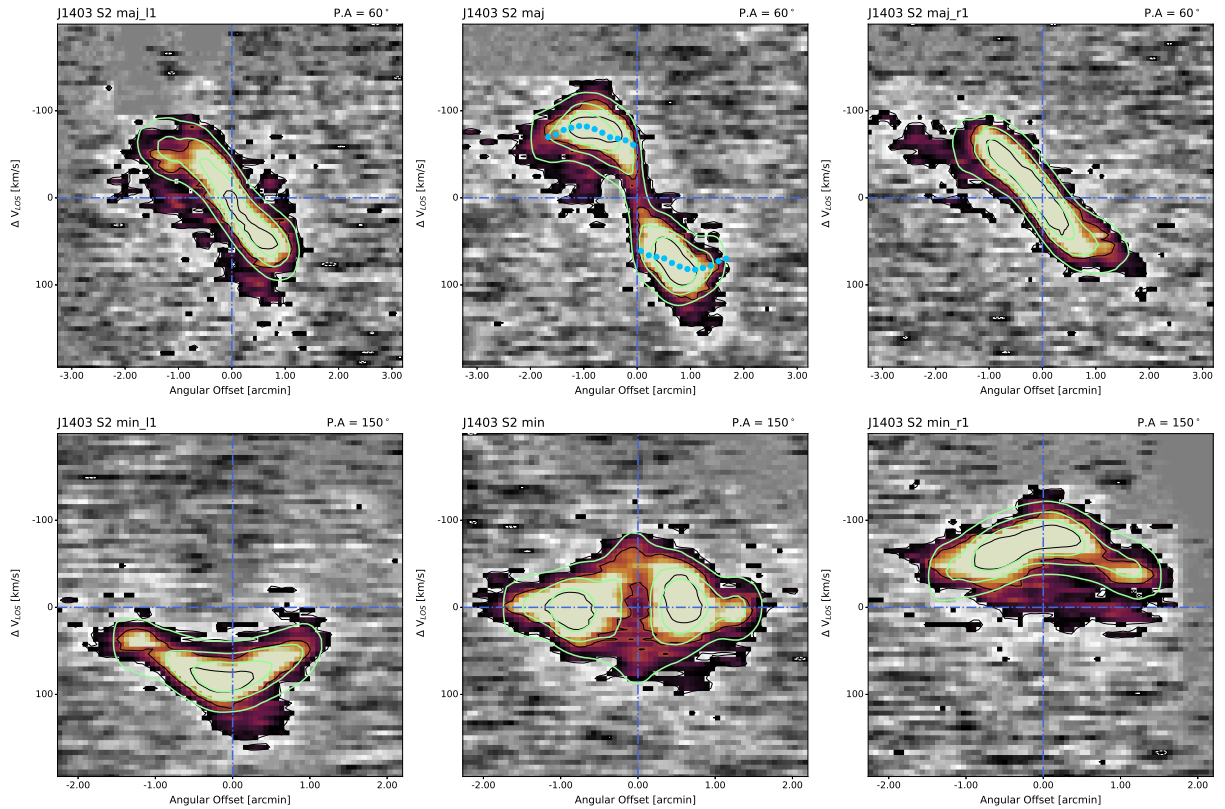 J1403 S2 maj_l1 P.A = 60°
J1403 S2 maj P.A = 60°
J1403 S2 maj_r1 P.A = 60°
Δ V_LOS [km/s]
-100
0
100
-3.00 -2.00 -1.00 0.00 1.00 2.00 3.00
Angular Offset [arcmin]
Δ V_LOS [km/s]
-100
0
100
-3.00 -2.00 -1.00 0.00 1.00 2.00 3.00
Angular Offset [arcmin]
Δ V_LOS [km/s]
-100
0
100
-3.00 -2.00 -1.00 0.00 1.00 2.00 3.00
Angular Offset [arcmin]
J1403 S2 min_l1 P.A = 150°
J1403 S2 min P.A = 150°
J1403 S2 min_r1 P.A = 150°
Δ V_LOS [km/s]
-100
0
100
-2.00 -1.00 0.00 1.00 2.00
Angular Offset [arcmin]
Δ V_LOS [km/s]
-100
0
100
-2.00 -1.00 0.00 1.00 2.00
Angular Offset [arcmin]
Δ V_LOS [km/s]
-100
0
100
-2.00 -1.00 0.00 1.00 2.00
Angular Offset [arcmin]